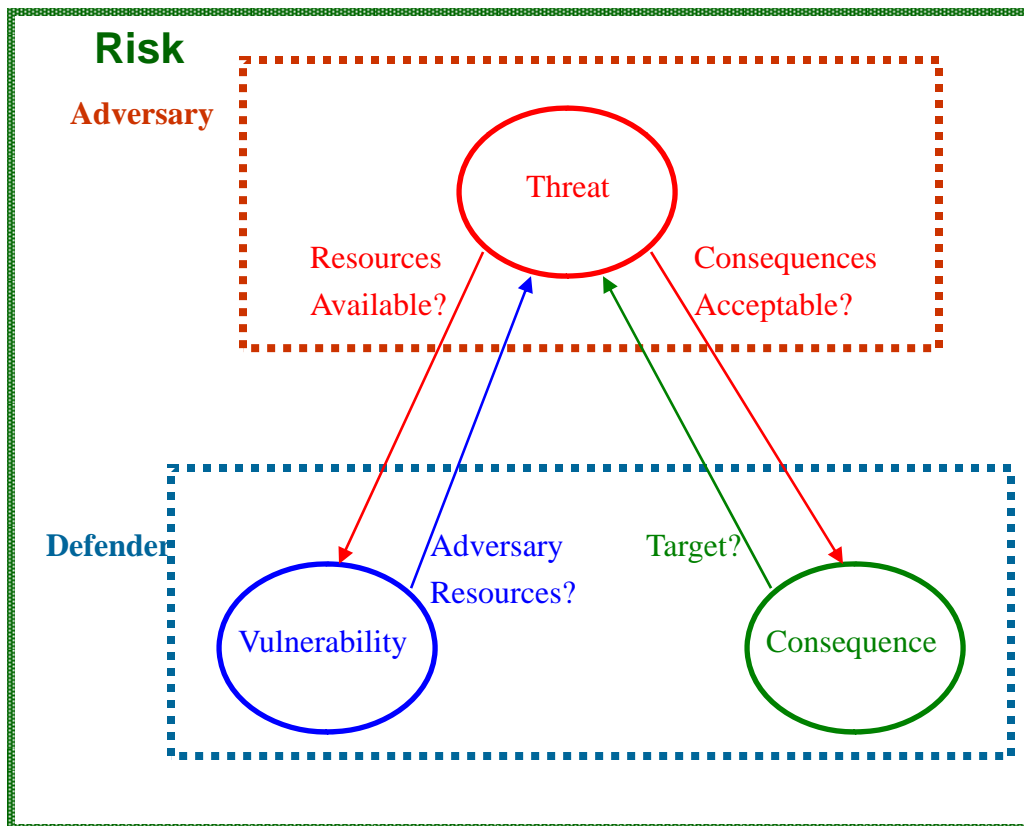 Risk
Adversary
Threat
Resources
Available?
Consequences
Acceptable?
Defender
Adversary
Resources?
Target?
Vulnerability
Consequence